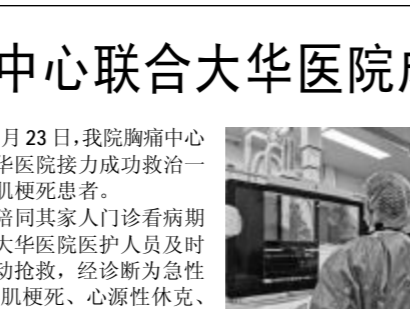 中心联合大华医院成
月 23 日,我院胸痛中心
华医院接力成功救治一
肌梗死患者。
陪同其家人门诊看病期
大华医院医护人员及时
动抢救，经诊断为急性
肌梗死、心源性休克、